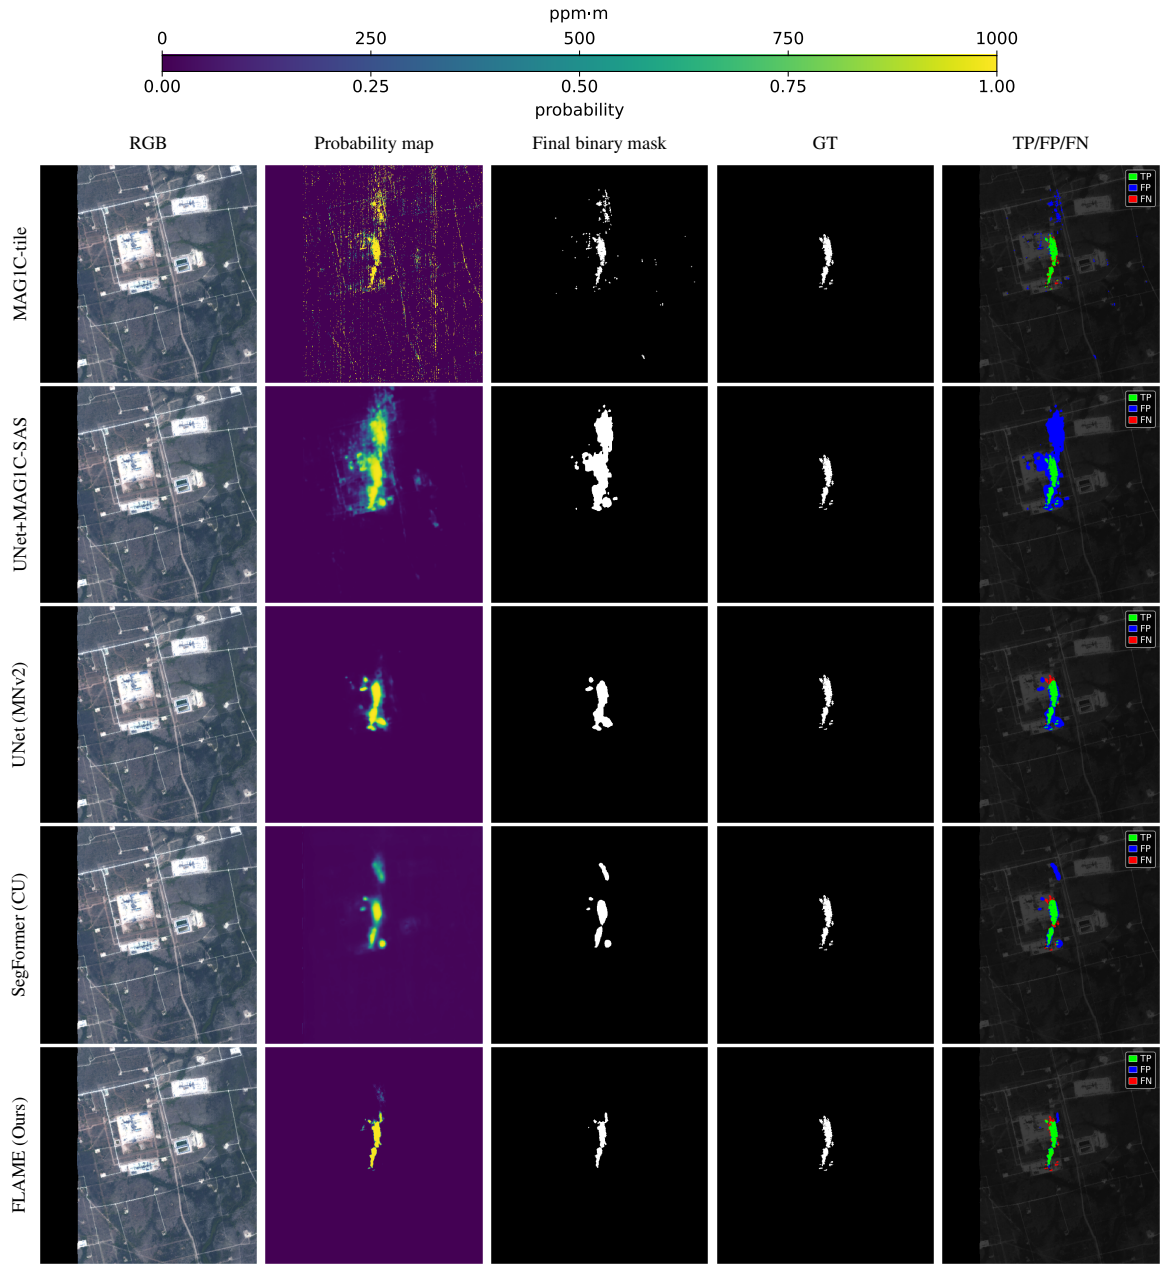 ppm·m
0 250 500 750 1000
0.00 0.25 0.50 0.75 1.00
probability
RGB Probability map Final binary mask GT TP/FP/FN
MAG1C-tile
TP
FP
FN
UNet+MAG1C-SAS
TP
FP
FN
UNet (MNv2)
TP
FP
FN
SegFormer (CU)
TP
FP
FN
FLAME (Ours)
TP
FP
FN